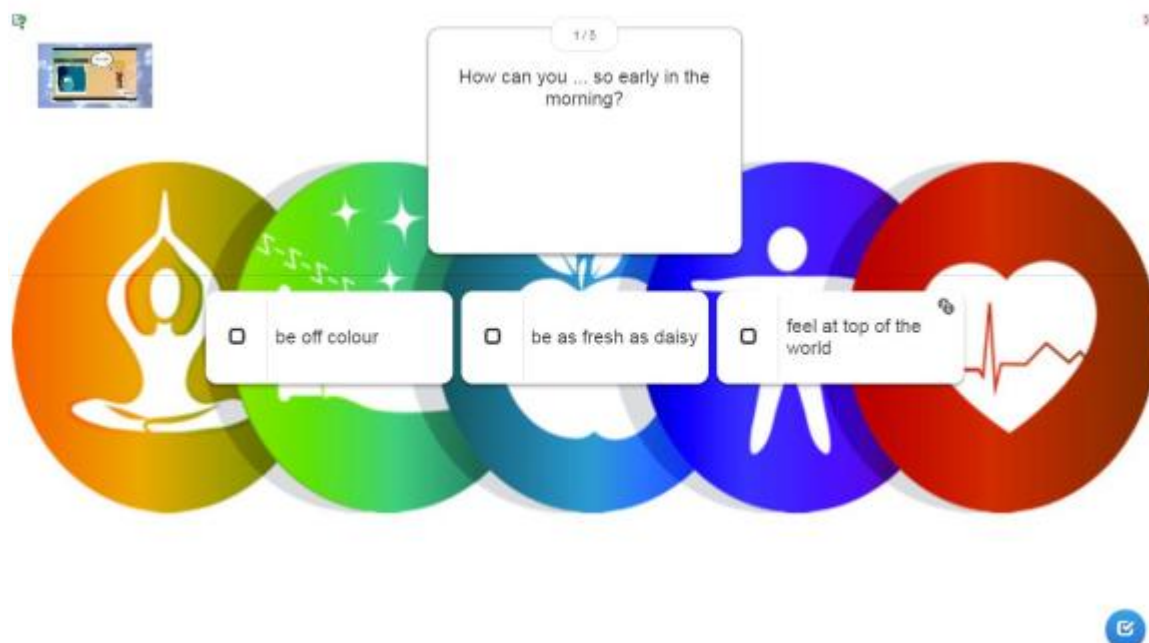 1 / 5
How can you ... so early in the
morning?
z-z-z-z-z
z-z-z-z
be off colour
be as fresh as daisy
feel at top of the
world